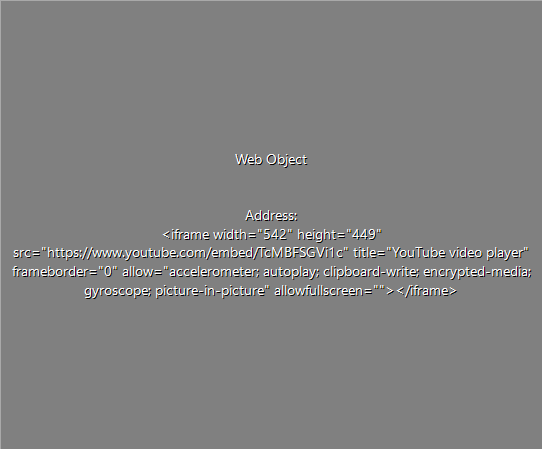 Web Object
Address:
<iframe width="542" height="449"
src="https://www.youtube.com/embed/TcMBFSGVi1c" title="YouTube video player"
frameborder="0" allow="accelerometer; autoplay; clipboard-write; encrypted-media;
gyroscope; picture-in-picture" allowfullscreen=""></iframe>